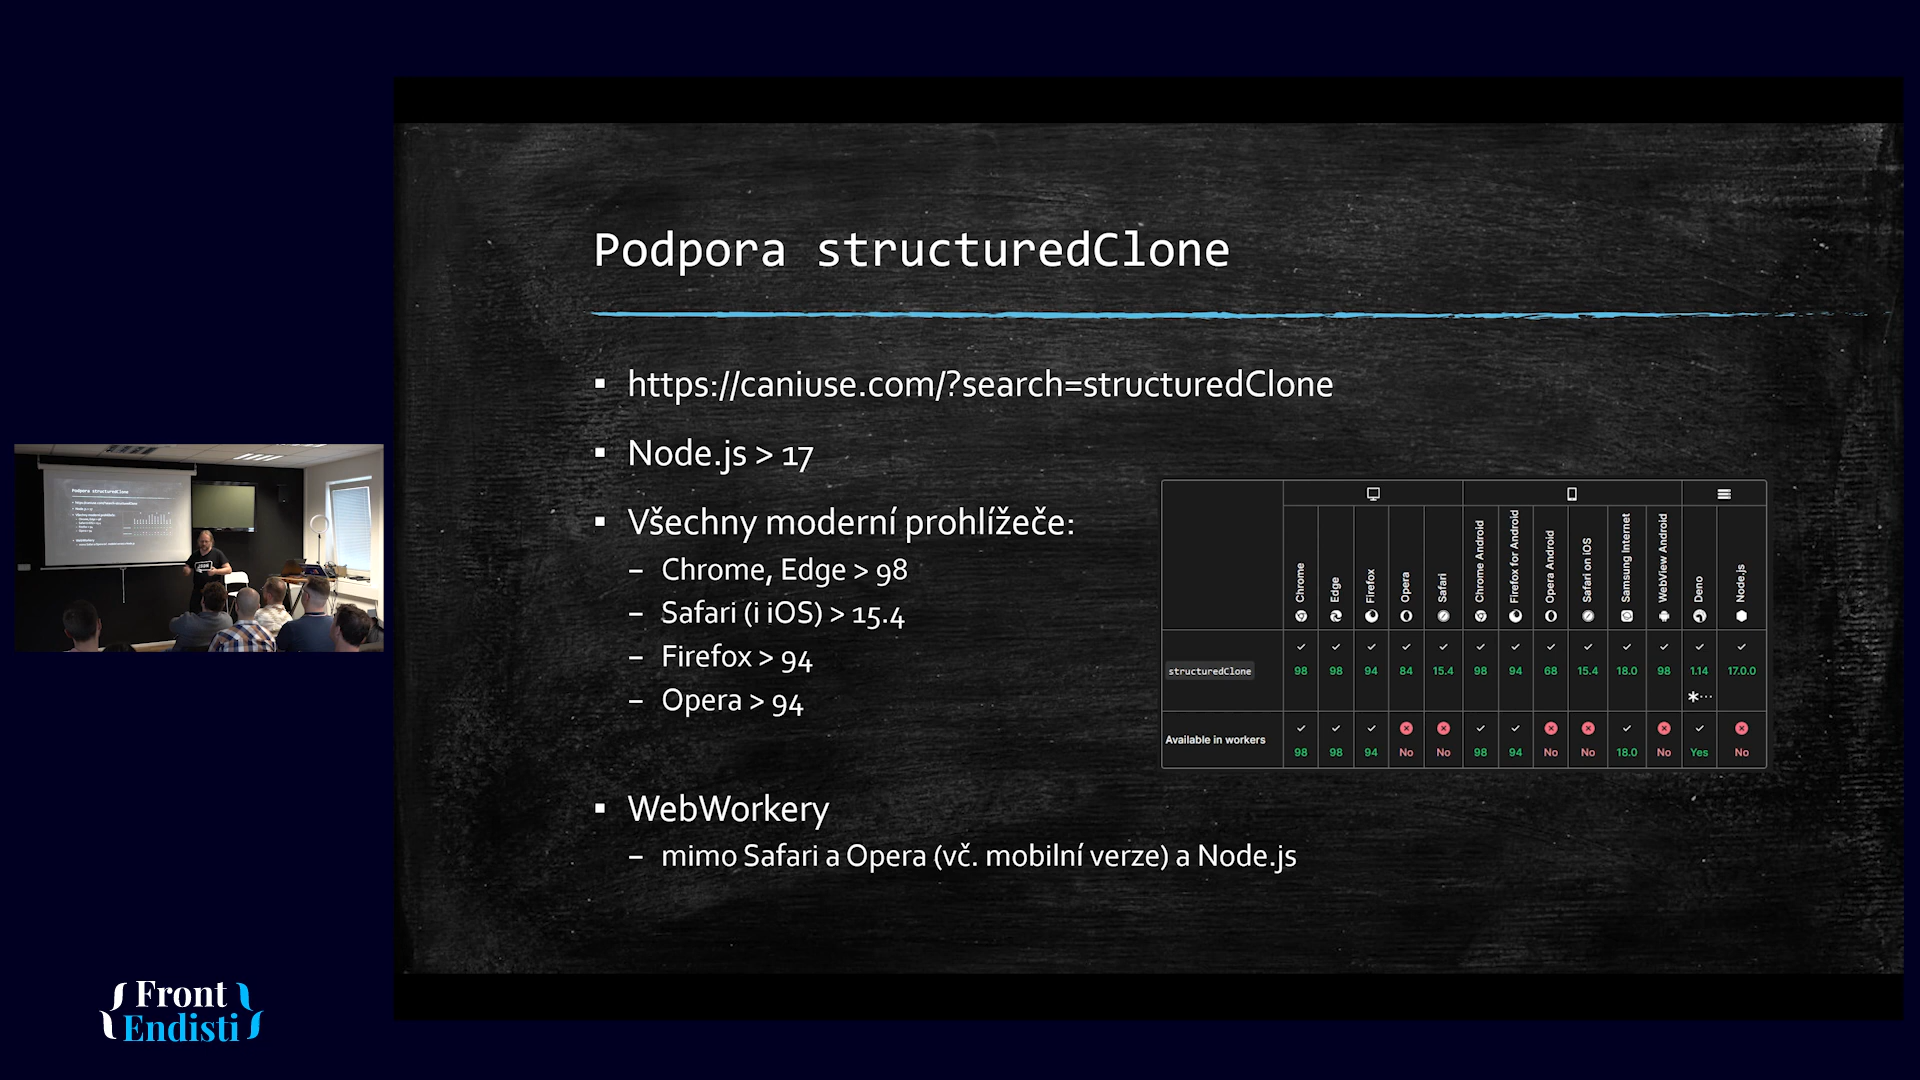 Podpora structuredClone
https://caniuse.com/?search=structuredClone
Node.js > 17
Všechny moderní prohlížeče:
– Chrome, Edge > 98
– Safari (i iOS) > 15.4
– Firefox > 94
– Opera > 94
WebWorkery
– mimo Safari a Opera (vč. mobilní verze) a Node.js
Chrome Edge Firefox Opera Safari Chrome Android Firefox for Android Opera Android Safari on iOS Samsung Internet WebView Android Deno Node.js
structuredClone 98 98 94 84 15.4 98 94 68 15.4 18.0 98 1.14 17.0.0
*…
Available in workers 98 98 94 No No 98 94 No No 18.0 No Yes No
Podpora structuredClone
JSON
{ Front }
{ Endisti }